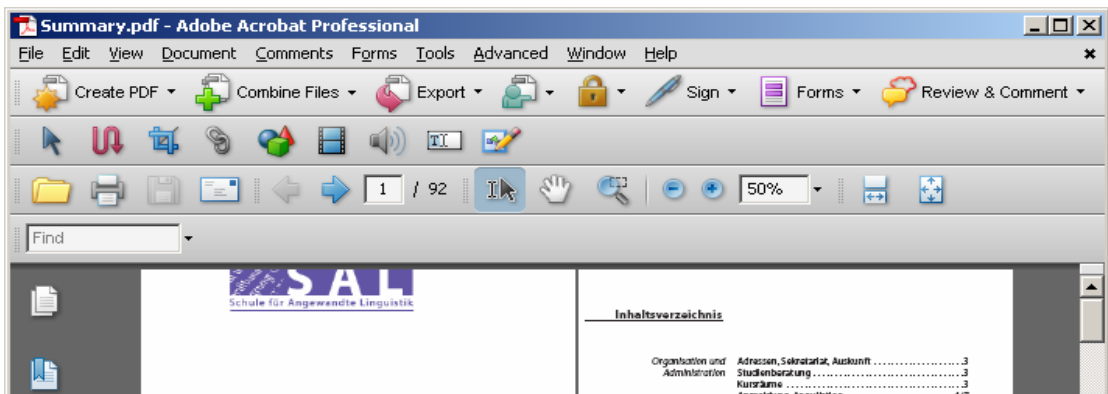 Summary.pdf - Adobe Acrobat Professional
File Edit View Document Comments Forms Tools Advanced Window Help
Create PDF Combine Files Export Sign Forms Review & Comment
1 / 92 50%
Find
SAL
Schule für Angewandte Linguistik
Inhaltsverzeichnis
Organisation und Adressen, Sekretariat, Auskunft ......................3
Administration Studienberatung ....................................3
Kursräume ..........................................3